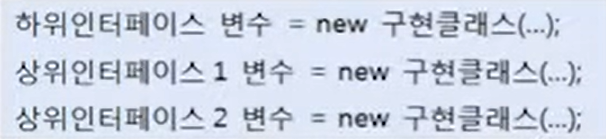 하위인터페이스 변수 = new 구현클래스(...);
상위인터페이스1 변수 = new 구현클래스(...);
상위인터페이스2 변수 = new 구현클래스(...);